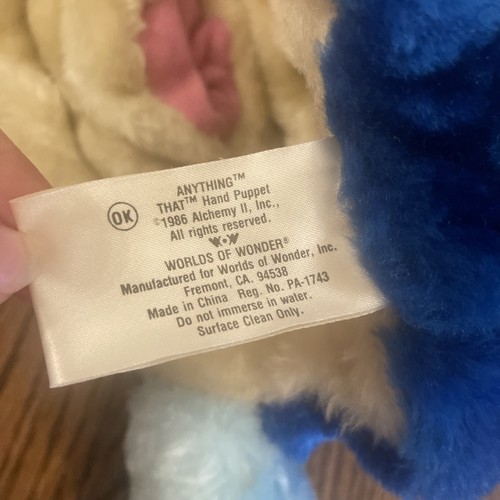 OK
ANYTHING™
THAT™ Hand Puppet
©1986 Alchemy II, Inc.,
All rights reserved.
WOW
WORLDS OF WONDER®
Manufactured for Worlds of Wonder, Inc.
Fremont, CA. 94538
Made in China Reg. No. PA-1743
Do not immerse in water.
Surface Clean Only.